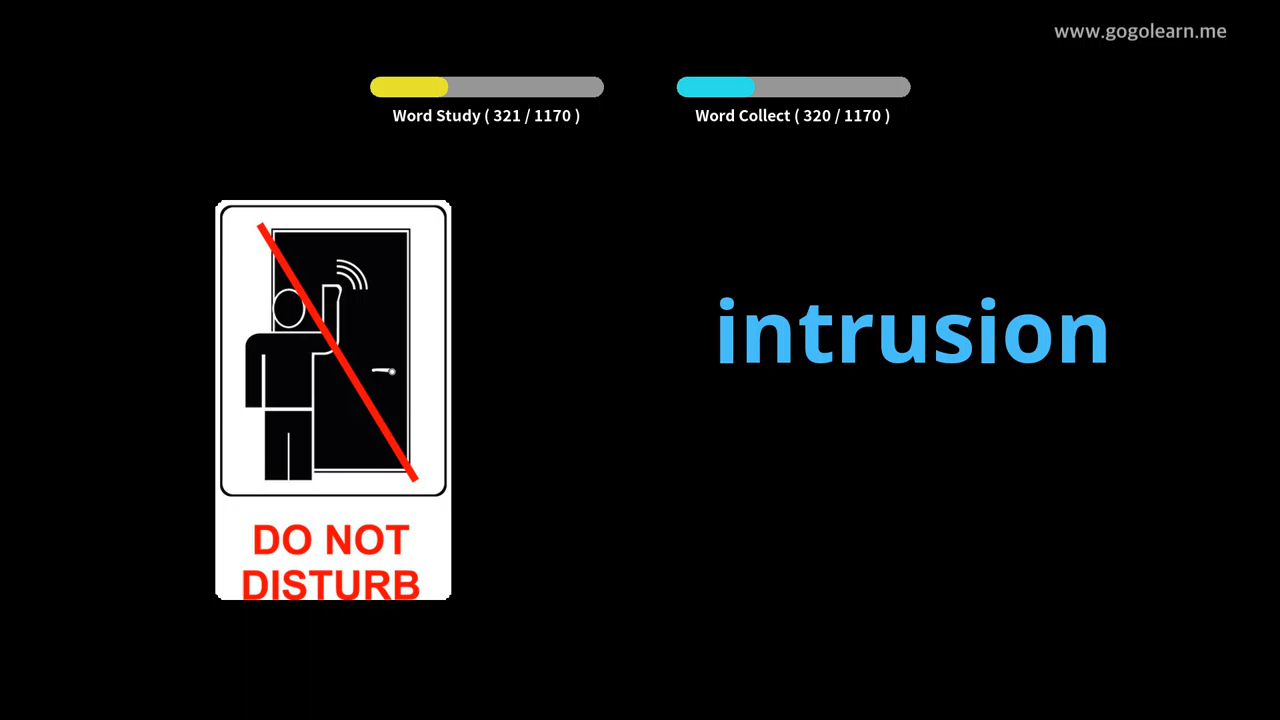 www.gogolearn.me
Word Study ( 321 / 1170 )
Word Collect ( 320 / 1170 )
intrusion
DO NOT
DISTURB